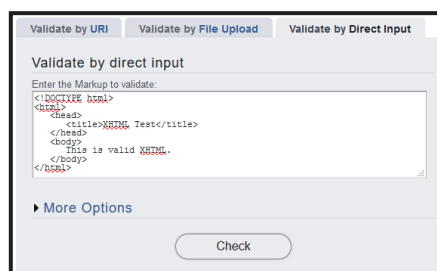 Validate by URI Validate by File Upload Validate by Direct Input
Validate by direct input
Enter the Markup to validate:
<!DOCTYPE html>
<html>
<head>
<title>XHTML Test</title>
</head>
<body>
This is valid XHTML.
</body>
</html>
More Options
Check